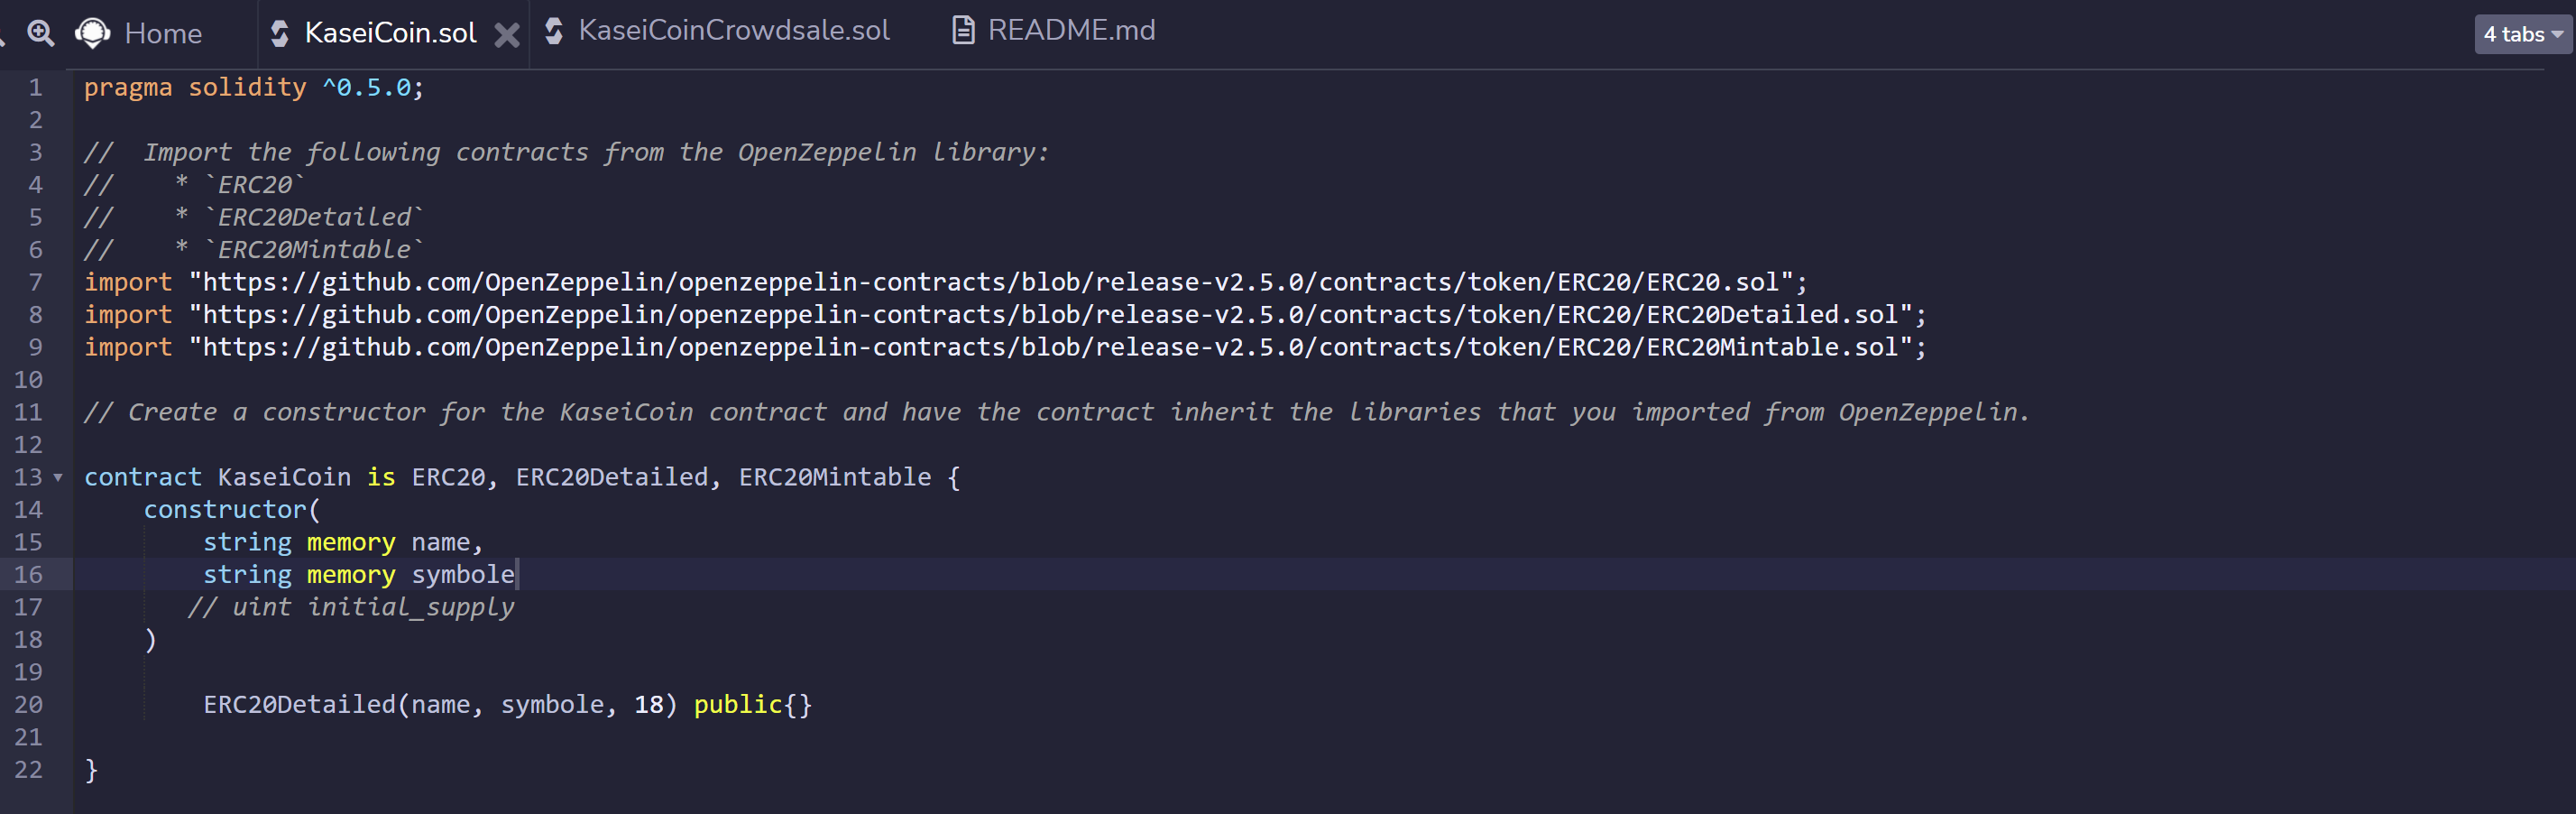 Home KaseiCoin.sol KaseiCoinCrowdsale.sol README.md 4 tabs
1 pragma solidity ^0.5.0;
2
3 //  Import the following contracts from the OpenZeppelin library:
4 //    * `ERC20`
5 //    * `ERC20Detailed`
6 //    * `ERC20Mintable`
7 import "https://github.com/OpenZeppelin/openzeppelin-contracts/blob/release-v2.5.0/contracts/token/ERC20/ERC20.sol";
8 import "https://github.com/OpenZeppelin/openzeppelin-contracts/blob/release-v2.5.0/contracts/token/ERC20/ERC20Detailed.sol";
9 import "https://github.com/OpenZeppelin/openzeppelin-contracts/blob/release-v2.5.0/contracts/token/ERC20/ERC20Mintable.sol";
10
11 // Create a constructor for the KaseiCoin contract and have the contract inherit the libraries that you imported from OpenZeppelin.
12
13 contract KaseiCoin is ERC20, ERC20Detailed, ERC20Mintable {
14     constructor(
15         string memory name,
16         string memory symbole
17        // uint initial_supply
18     )
19
20         ERC20Detailed(name, symbole, 18) public{}
21
22 }